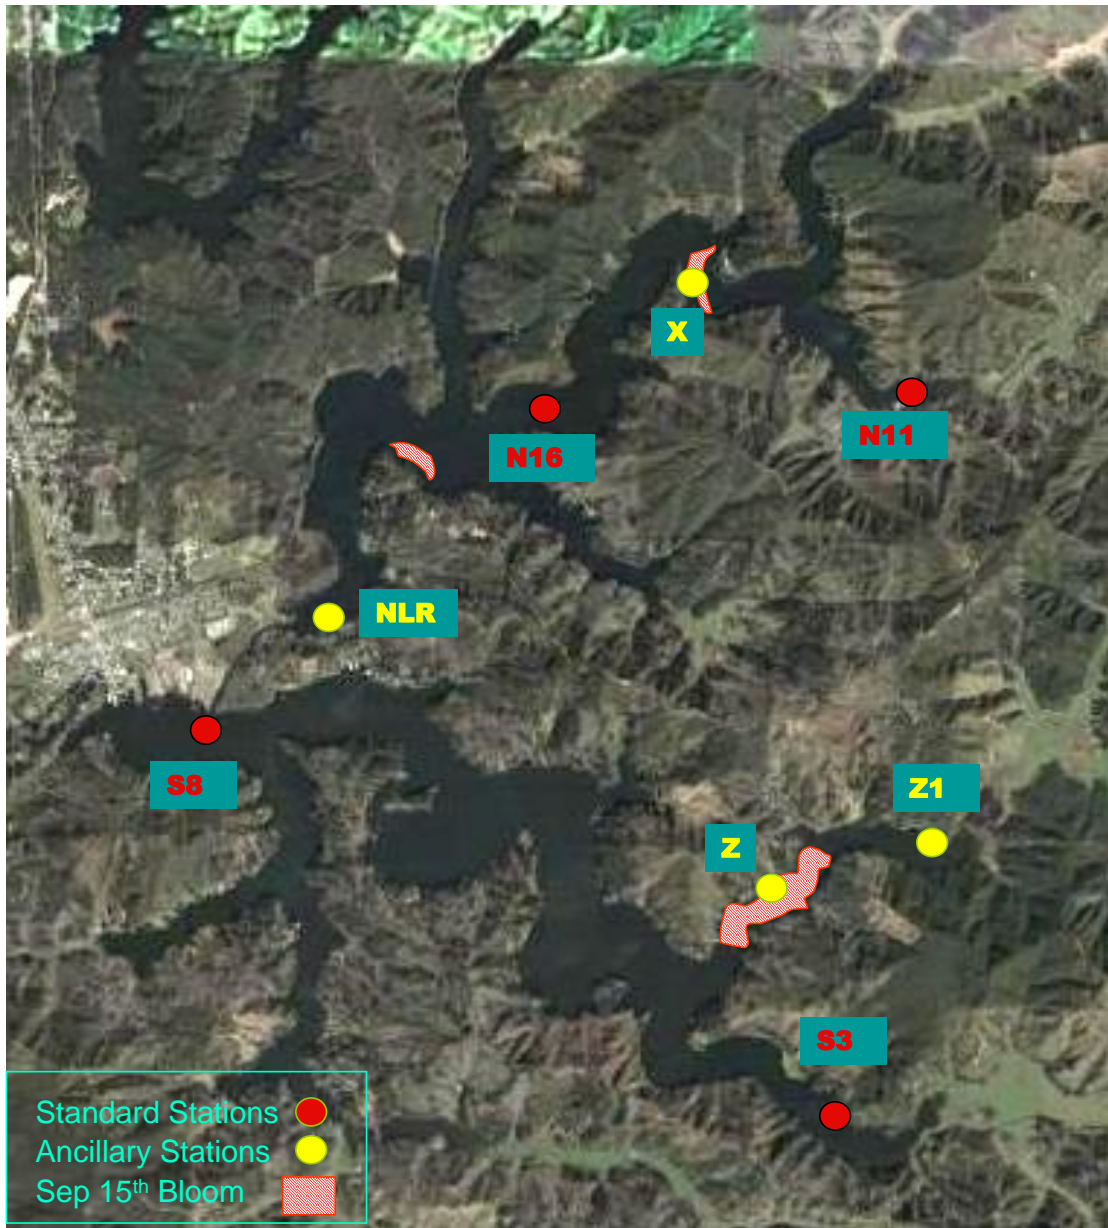 X
N11
N16
NLR
S8
Z1
Z
S3
Standard Stations
Ancillary Stations
Sep 15th Bloom